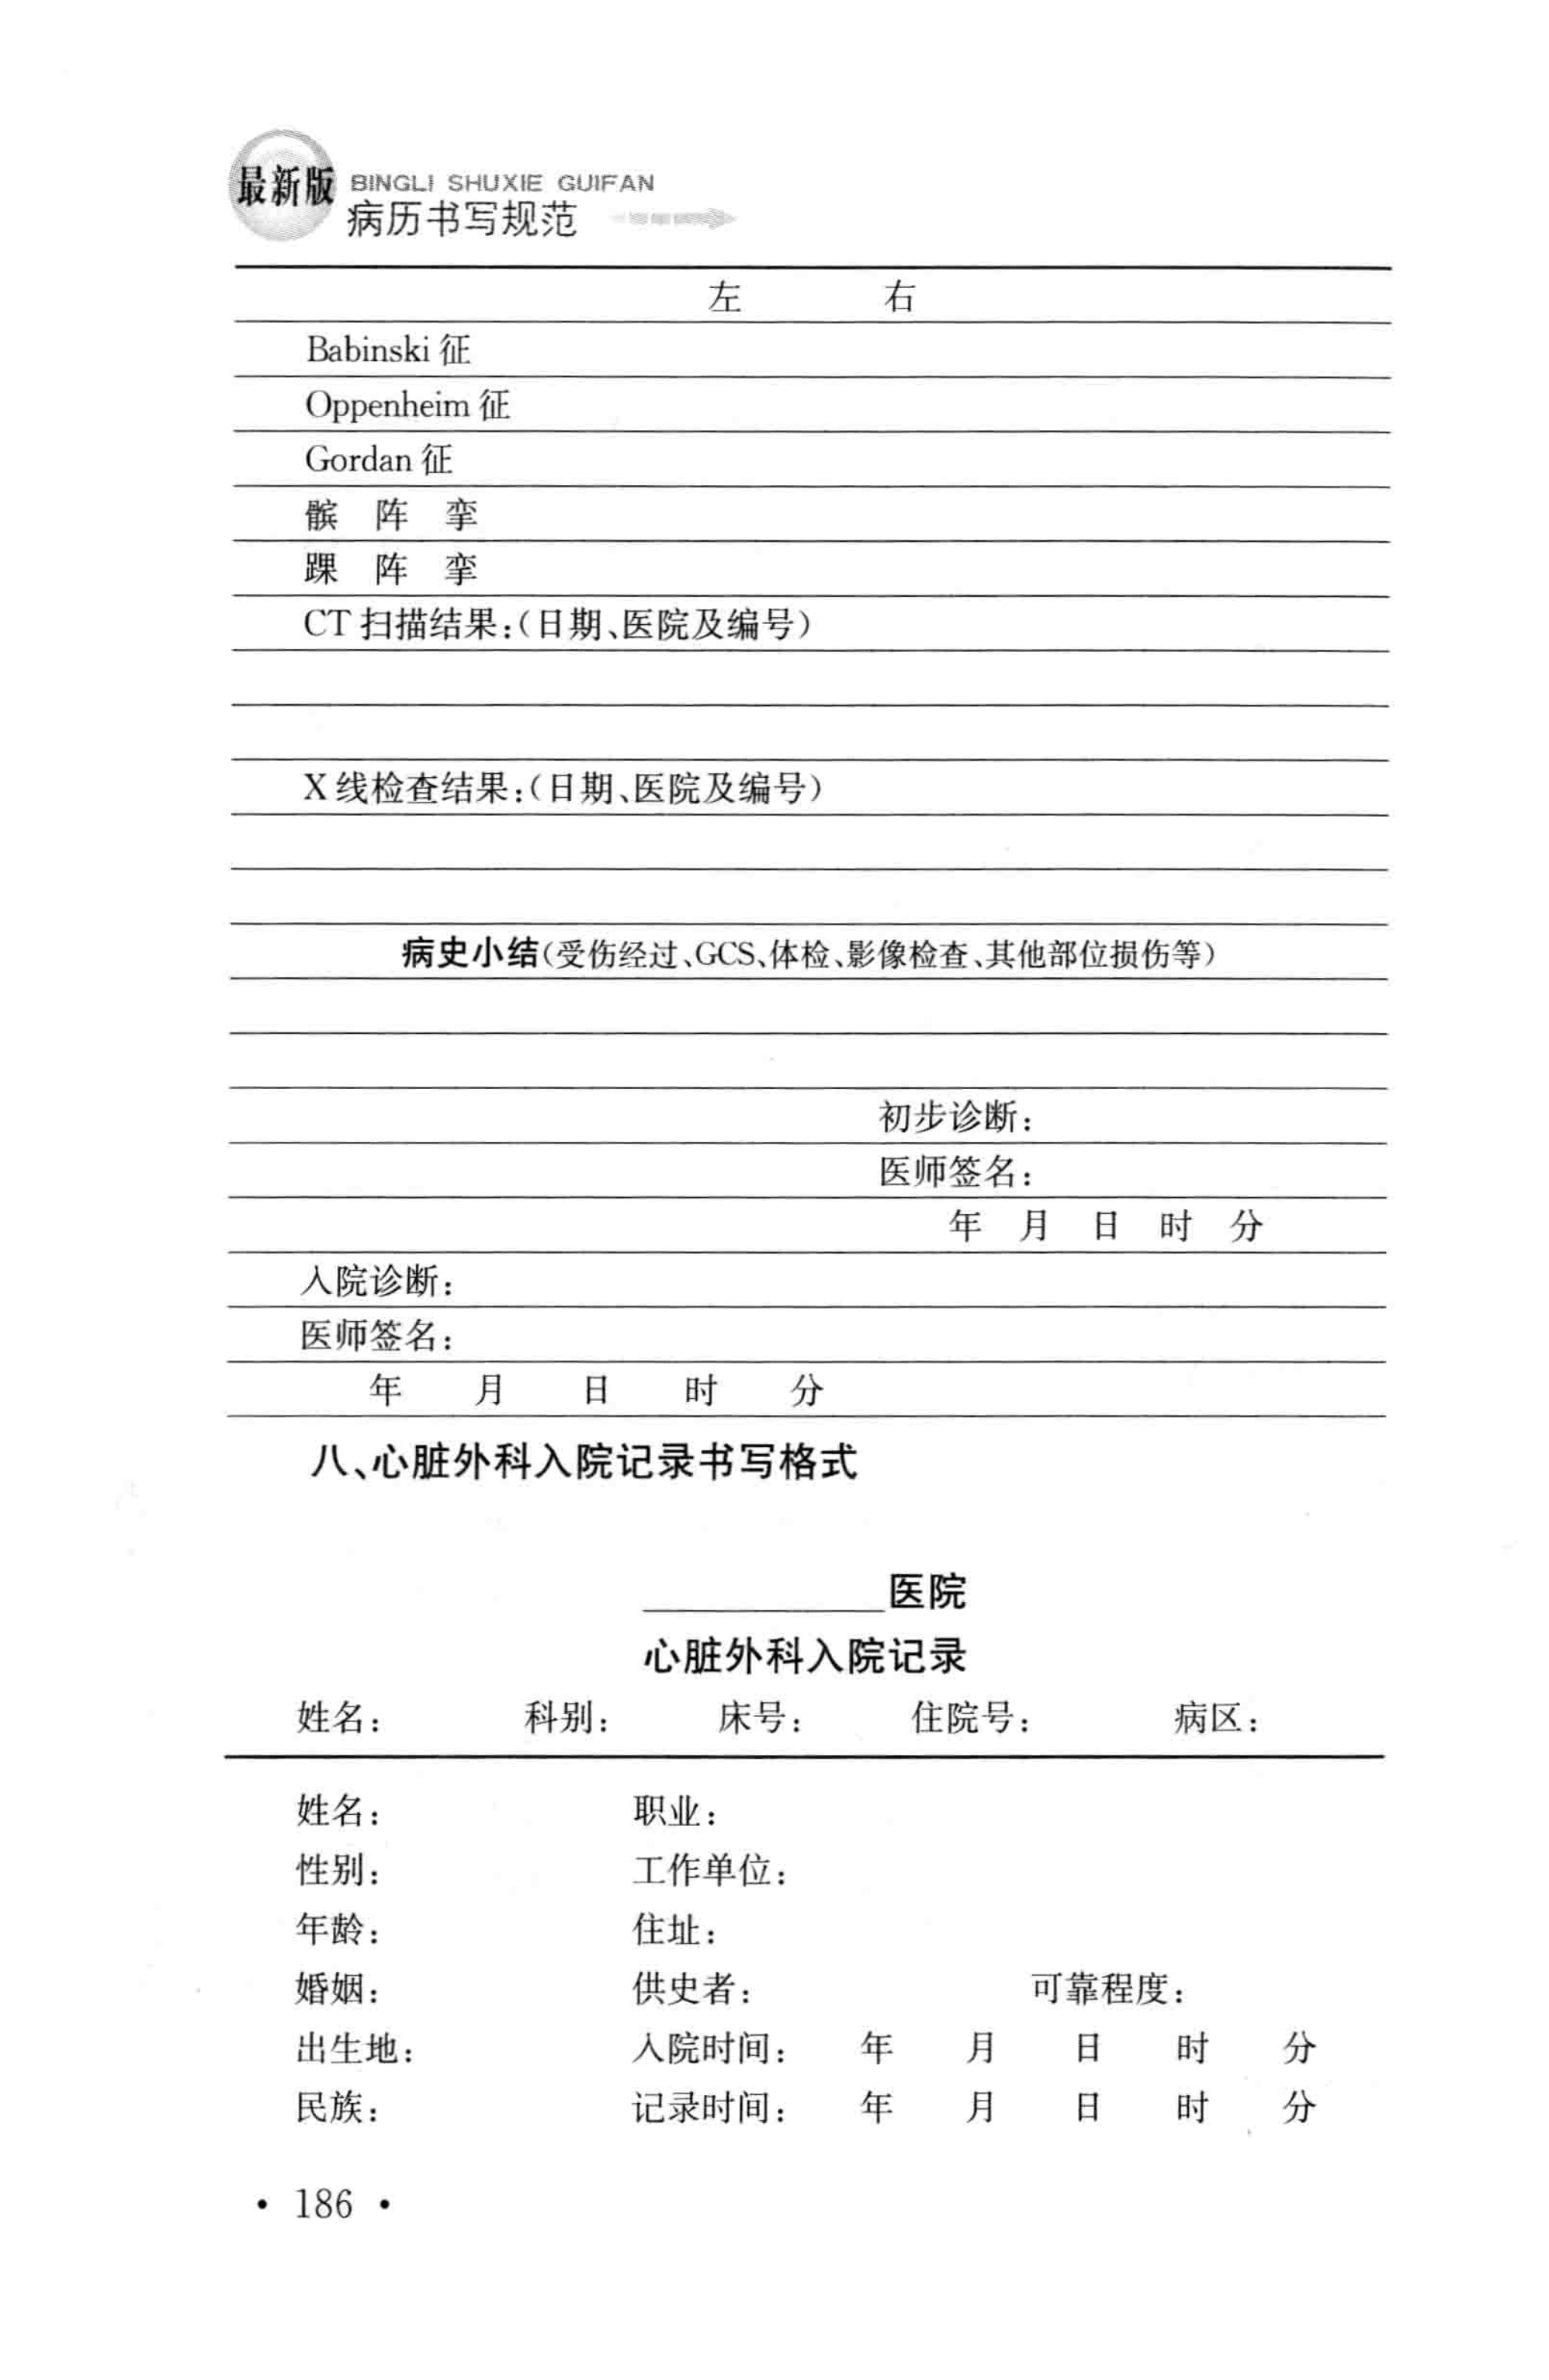 最新版 BINGLI SHUXIE GUIFAN
病历书写规范
左 右
Babinski 征
Oppenheim 征
Gordan 征
髌 阵 挛
踝 阵 挛
CT 扫描结果:(日期、医院及编号)
X 线检查结果:(日期、医院及编号)
病史小结(受伤经过、GCS、体检、影像检查、其他部位损伤等)
初步诊断:
医师签名:
年 月 日 时 分
入院诊断:
医师签名:
年 月 日 时 分
八、心脏外科入院记录书写格式
____________医院
心脏外科入院记录
姓名: 科别: 床号: 住院号: 病区:
姓名: 职业:
性别: 工作单位:
年龄: 住址:
婚姻: 供史者: 可靠程度:
出生地: 入院时间: 年 月 日 时 分
民族: 记录时间: 年 月 日 时 分
· 186 ·